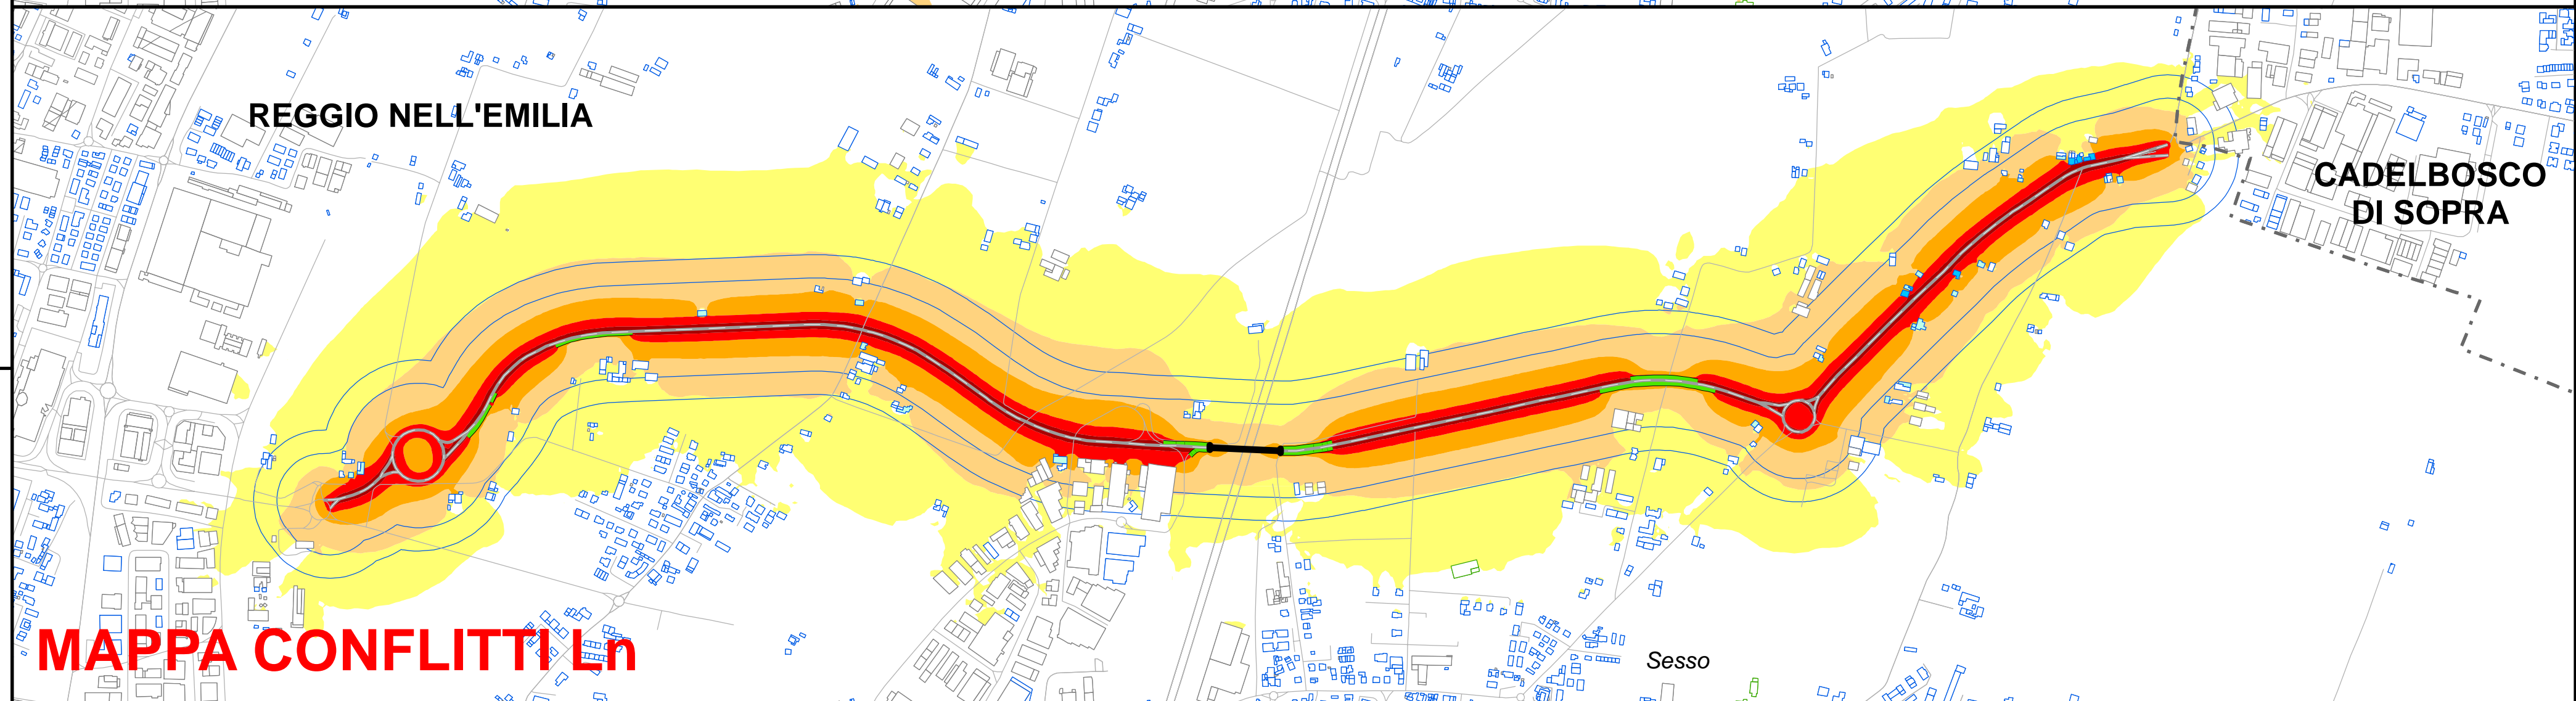 REGGIO NELL'EMILIA
CADELBOSCO
DI SOPRA
MAPPA CONFLITTI Ln
Sesso